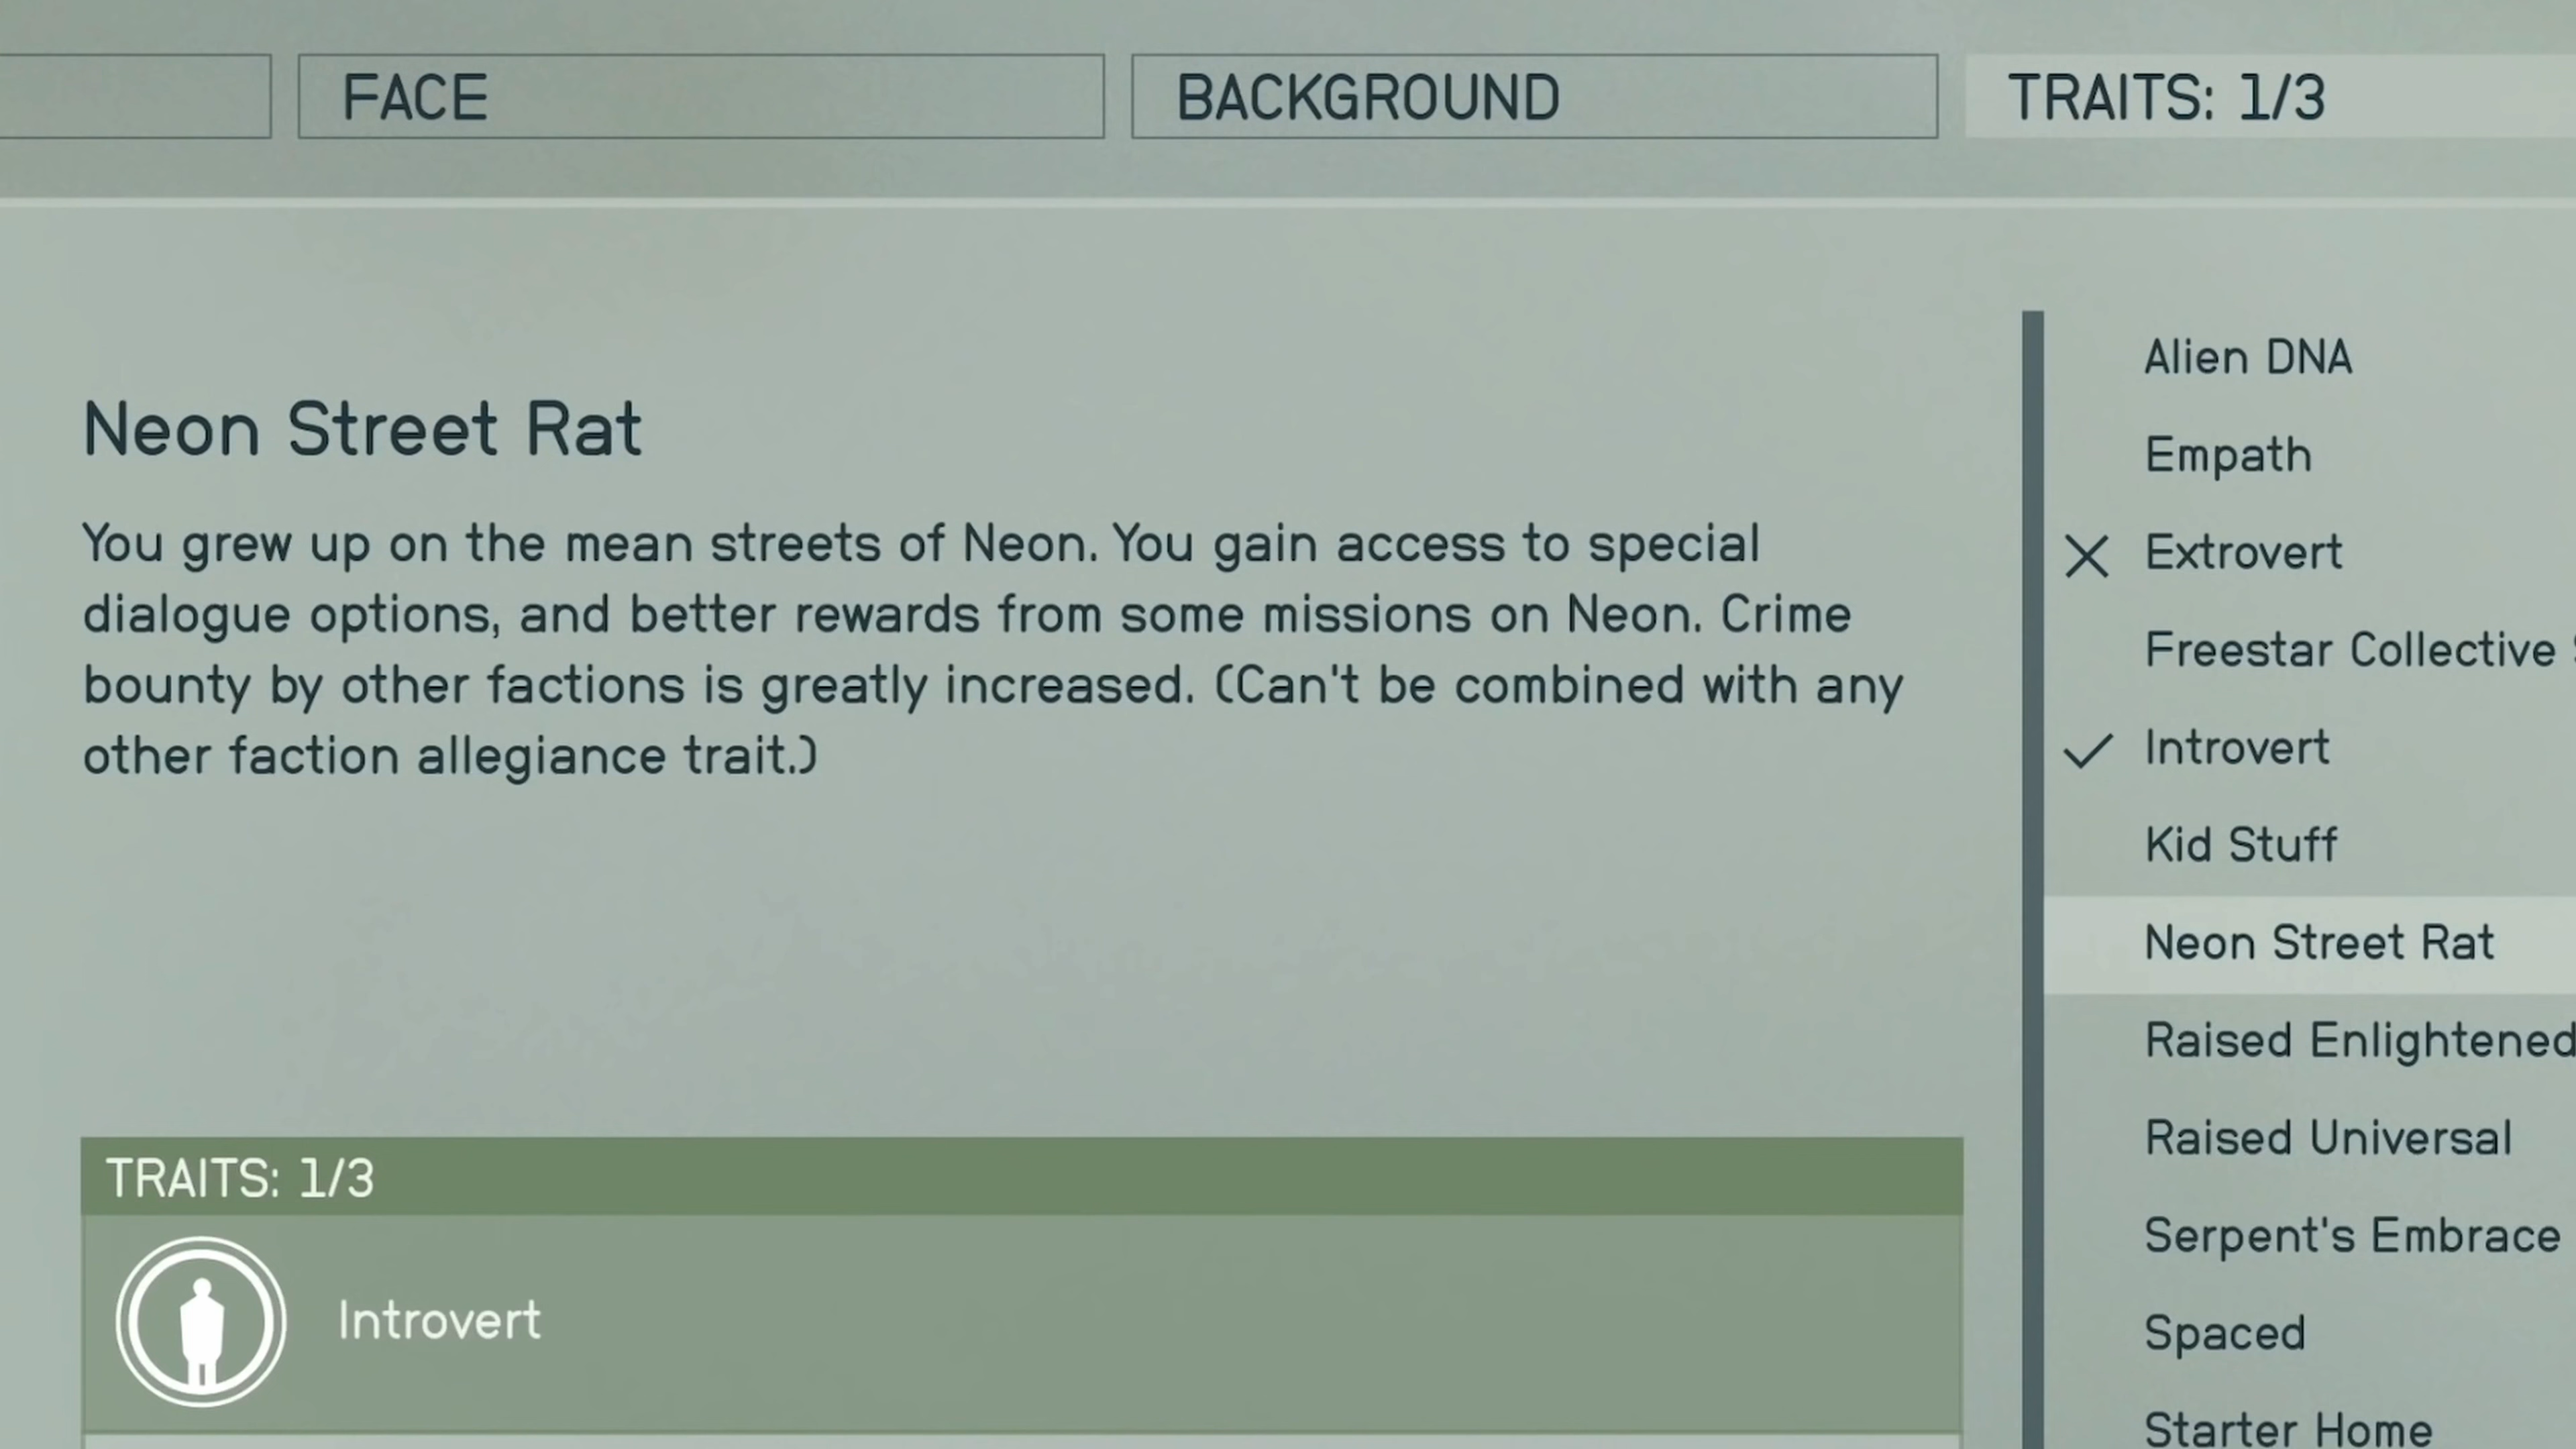 FACE
BACKGROUND
TRAITS: 1/3
Neon Street Rat
You grew up on the mean streets of Neon. You gain access to special
dialogue options, and better rewards from some missions on Neon. Crime
bounty by other factions is greatly increased. (Can't be combined with any
other faction allegiance trait.)
TRAITS: 1/3
Introvert
Alien DNA
Empath
Extrovert
Freestar Collective
Introvert
Kid Stuff
Neon Street Rat
Raised Enlightened
Raised Universal
Serpent's Embrace
Spaced
Starter Home